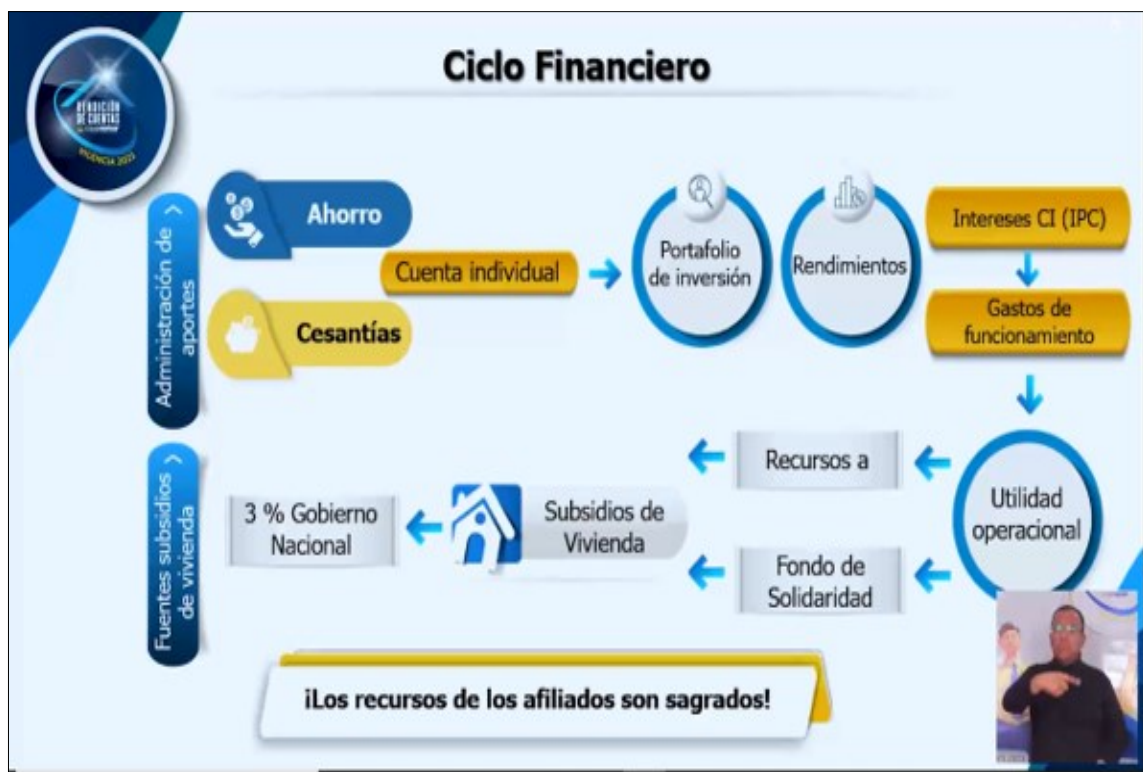 Ciclo Financiero
RENDICIÓN
DE CUENTAS
VIGENCIA 2021
Administración de
aportes
Ahorro
Cesantías
Cuenta individual
Portafolio
de inversión
Rendimientos
Intereses CI (IPC)
Gastos de
funcionamiento
Fuentes subsidios
de vivienda
3 % Gobierno
Nacional
Subsidios de
Vivienda
Recursos a
Fondo de
Solidaridad
Utilidad
operacional
¡Los recursos de los afiliados son sagrados!